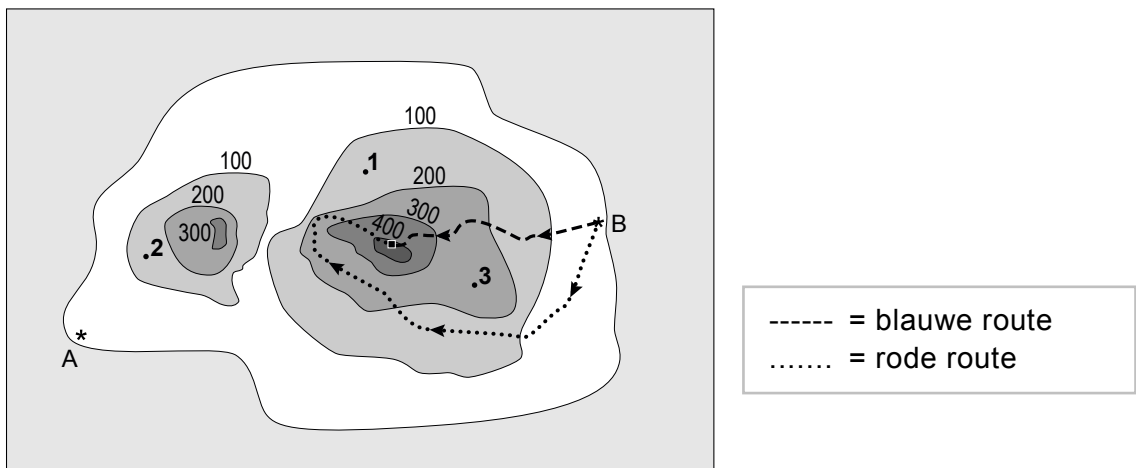 100
1
100
200
200
300
400
300
2
B
3
A
------ = blauwe route
....... = rode route